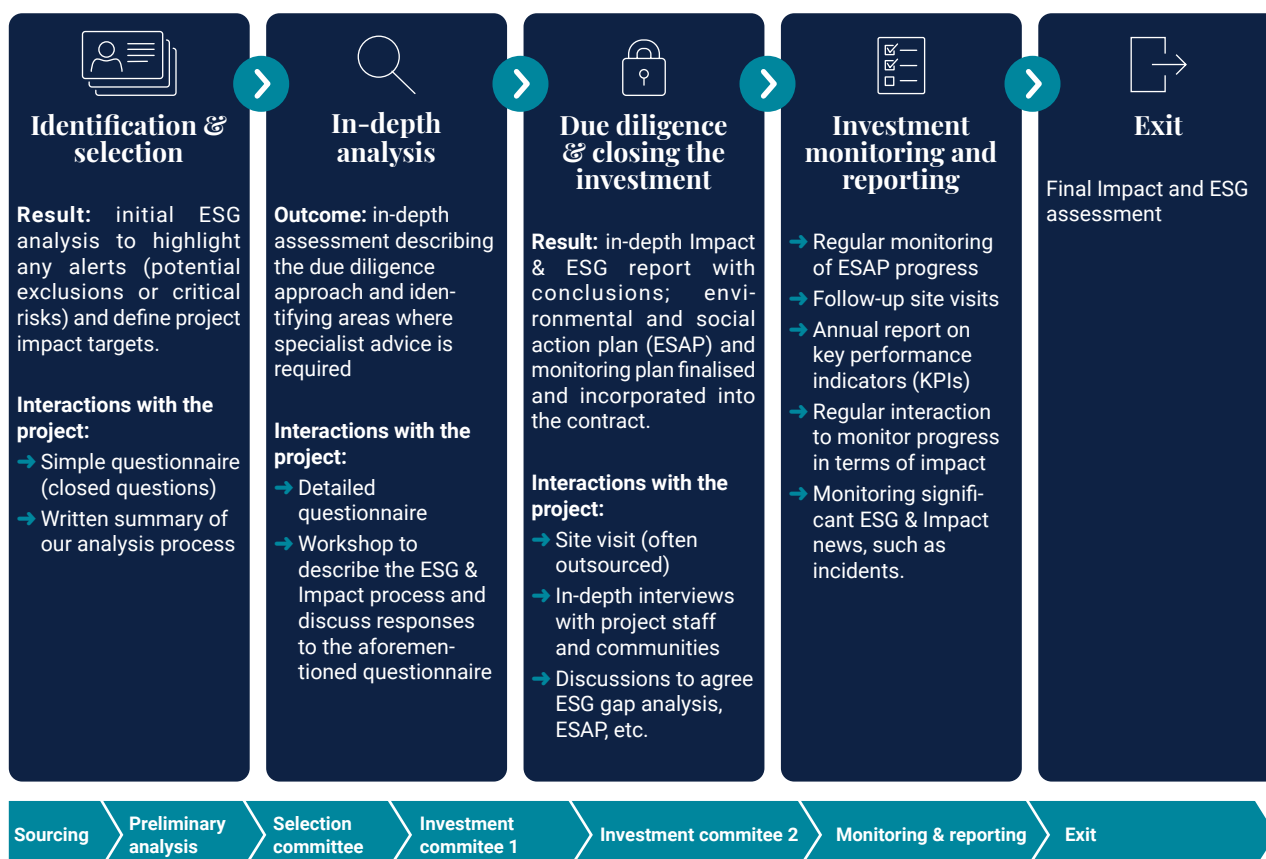 Identification &
selection
Result: initial ESG
analysis to highlight
any alerts (potential
exclusions or critical
risks) and define project
impact targets.
Interactions with the
project:
Simple questionnaire
(closed questions)
Written summary of
our analysis process
In-depth
analysis
Outcome: in-depth
assessment describing
the due diligence
approach and iden-
tifying areas where
specialist advice is
required
Interactions with the
project:
Detailed
questionnaire
Workshop to
describe the ESG &
Impact process and
discuss responses
to the aforemen-
tioned questionnaire
Due diligence
& closing the
investment
Result: in-depth Impact
& ESG report with
conclusions; envi-
ronmental and social
action plan (ESAP) and
monitoring plan finalised
and incorporated into
the contract.
Interactions with the
project:
Site visit (often
outsourced)
In-depth interviews
with project staff
and communities
Discussions to agree
ESG gap analysis,
ESAP, etc.
Investment
monitoring and
reporting
Regular monitoring
of ESAP progress
Follow-up site visits
Annual report on
key performance
indicators (KPIs)
Regular interaction
to monitor progress
in terms of impact
Monitoring signifi-
cant ESG & Impact
news, such as
incidents.
Exit
Final Impact and ESG
assessment
Sourcing
Preliminary
analysis
Selection
committee
Investment
commitee 1
Investment commitee 2
Monitoring & reporting
Exit